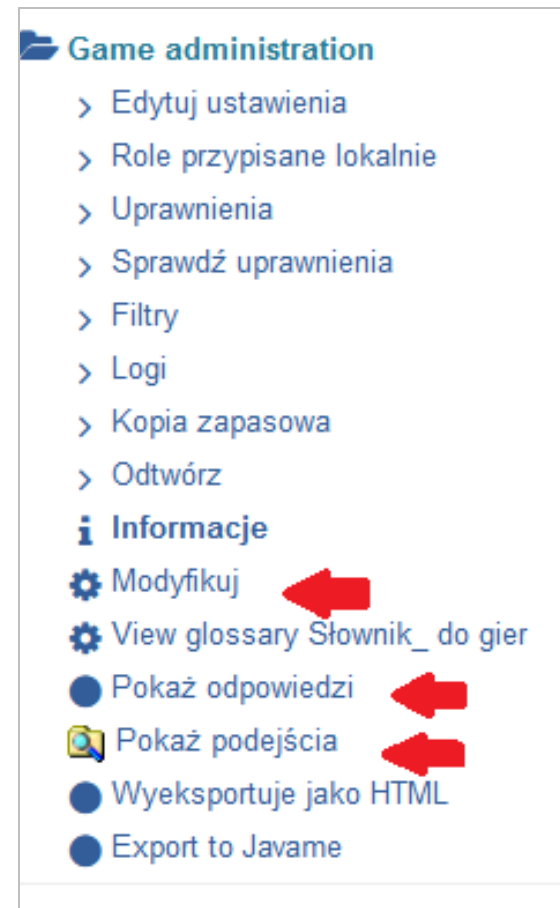 Game administration
Edytuj ustawienia
Role przypisane lokalnie
Uprawnienia
Sprawdź uprawnienia
Filtry
Logi
Kopia zapasowa
Odtwórz
Informacje
Modyfikuj
View glossary Słownik_ do gier
Pokaż odpowiedzi
Pokaż podejścia
Wyeksportuje jako HTML
Export to Javame